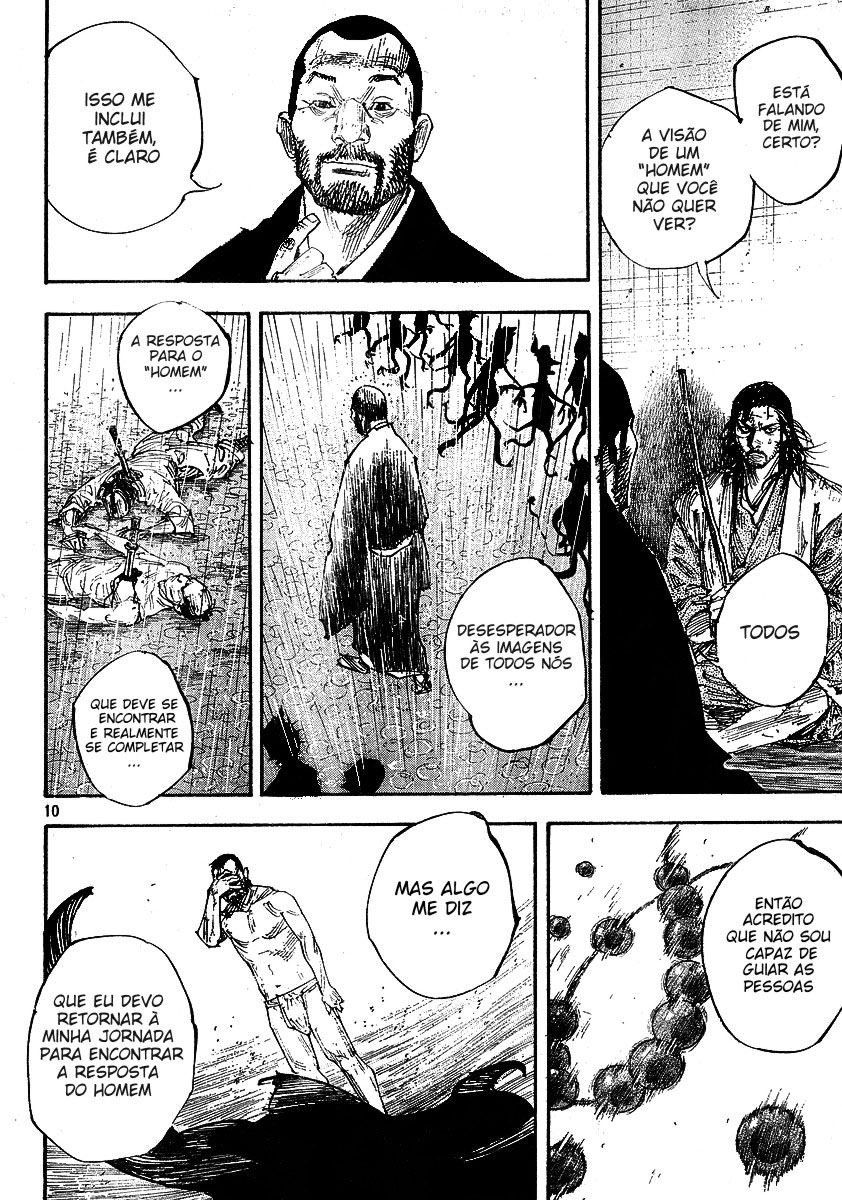 ESTÁ
FALANDO
DE MIM,
CERTO?
A VISÃO
DE UM
"HOMEM"
QUE VOCÊ
NÃO QUER
VER?
TODOS
ISSO ME
INCLUI
TAMBÉM,
É CLARO
DESESPERADOR
ÀS IMAGENS
DE TODOS NÓS
...
A RESPOSTA
PARA O
"HOMEM"
...
QUE DEVE SE
ENCONTRAR
E REALMENTE
SE COMPLETAR
...
10
ENTÃO
ACREDITO
QUE NÃO SOU
CAPAZ DE
GUIAR AS
PESSOAS
MAS ALGO
ME DIZ
...
QUE EU DEVO
RETORNAR À
MINHA JORNADA
PARA ENCONTRAR
A RESPOSTA
DO HOMEM